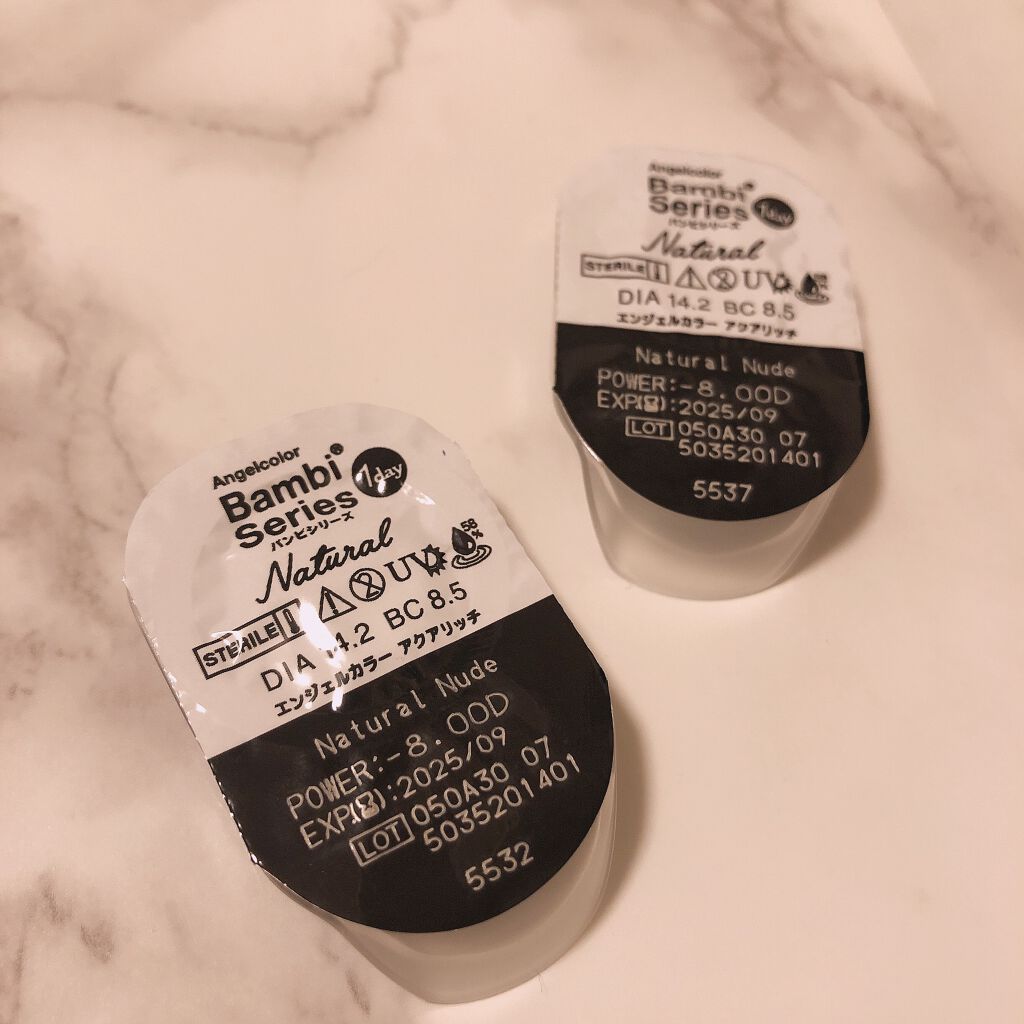 Angelcolor
Bambi®
Series 1day
バンビシリーズ
Natural
STERILE UV 58%
DIA 14.2 BC 8.5
エンジェルカラー アクアリッチ
Natural Nude
POWER:-8.00D
EXP(⌛):2025/09
LOT 050A30 07
5035201401
5537
Angelcolor
Bambi®
Series 1day
バンビシリーズ
Natural
STERILE UV 58%
DIA 14.2 BC 8.5
エンジェルカラー アクアリッチ
Natural Nude
POWER:-8.00D
EXP(⌛):2025/09
LOT 050A30 07
5035201401
5532